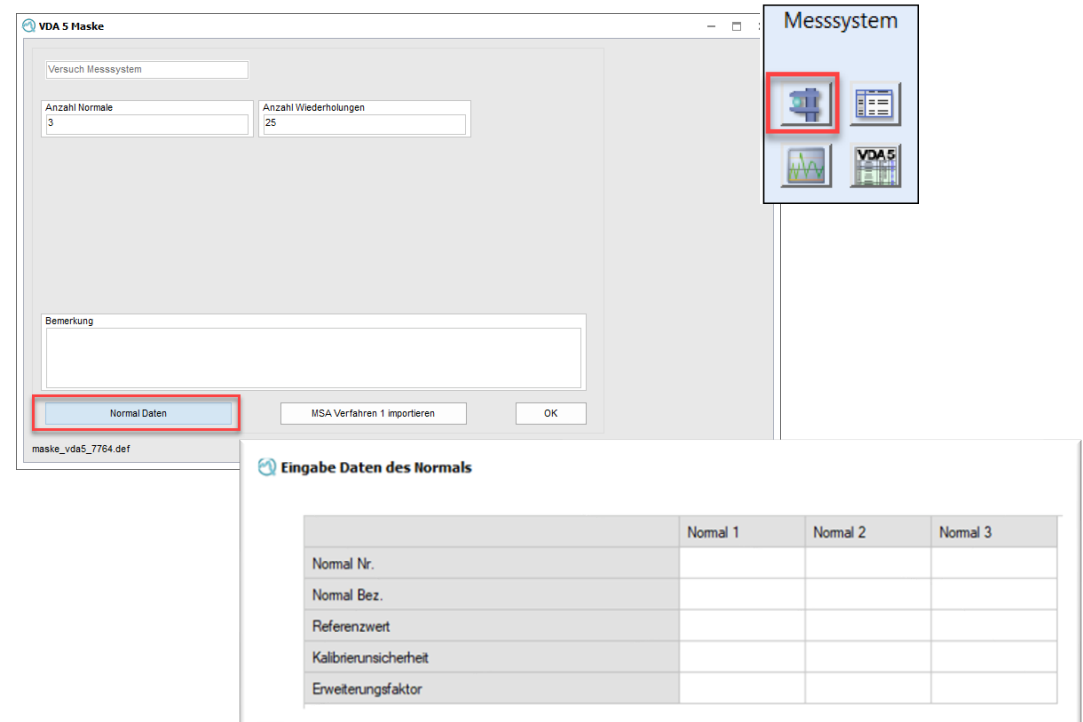 VDA 5 Maske
Messsystem
Versuch Messsystem
Anzahl Normale
Anzahl Wiederholungen
3
25
VDA5
Bemerkung
Normal Daten
MSA Verfahren 1 importieren
OK
maske_vda5_7764.def
Eingabe Daten des Normals
Normal 1
Normal 2
Normal 3
Normal Nr.
Normal Bez.
Referenzwert
Kalibrierunsicherheit
Erweiterungsfaktor